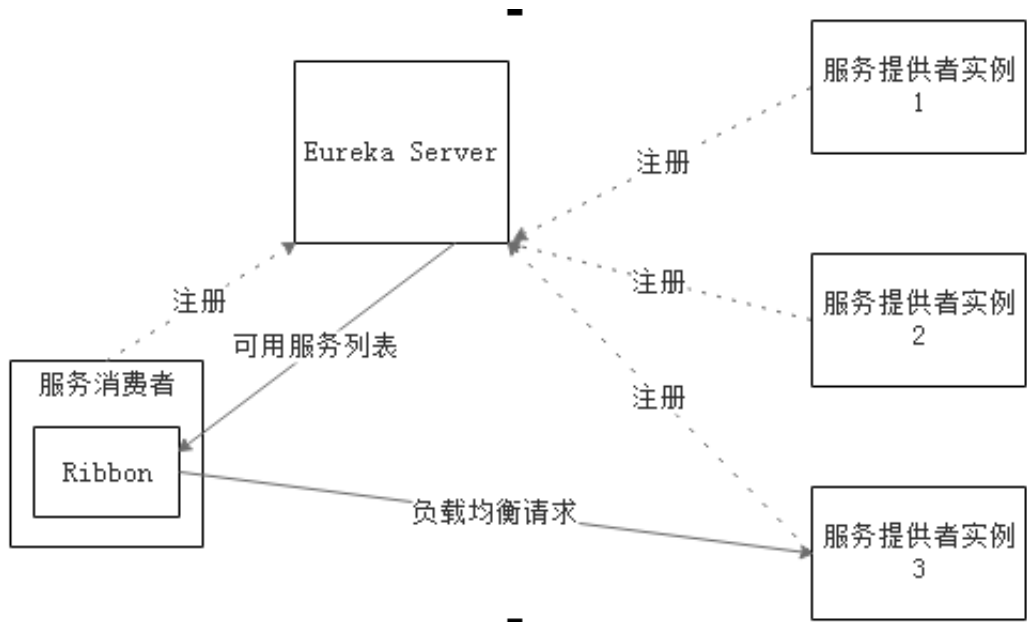 服务提供者实例
1
Eureka Server
注册
注册
服务提供者实例
2
注册
可用服务列表
服务消费者
注册
Ribbon
负载均衡请求
服务提供者实例
3